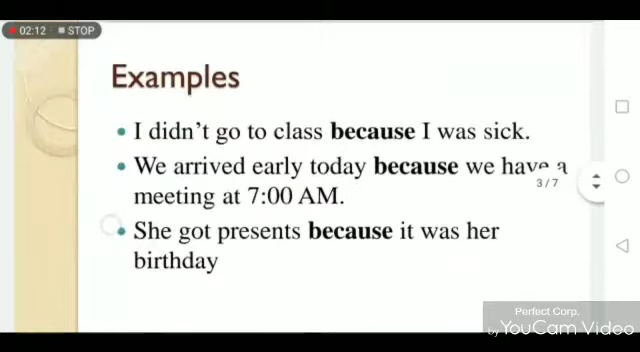 02:12 STOP
Examples
I didn't go to class because I was sick.
We arrived early today because we have a
meeting at 7:00 AM.
3/7
She got presents because it was her
birthday
Perfect Corp.
by YouCam Video